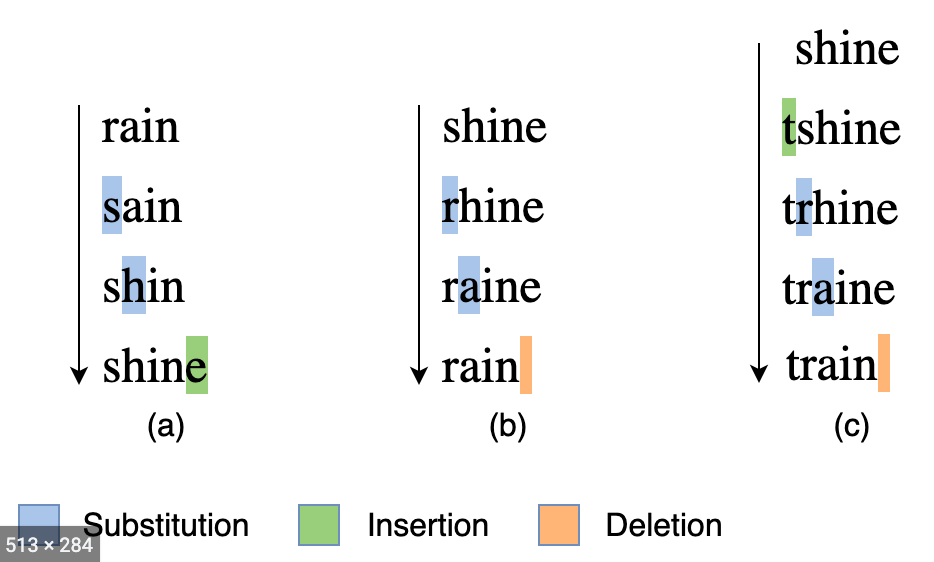 rain
sain
shin
shine
(a)
shine
rhine
raine
rain
(b)
shine
tshine
trhine
traine
train
(c)
Substitution
Insertion
Deletion
513 × 284